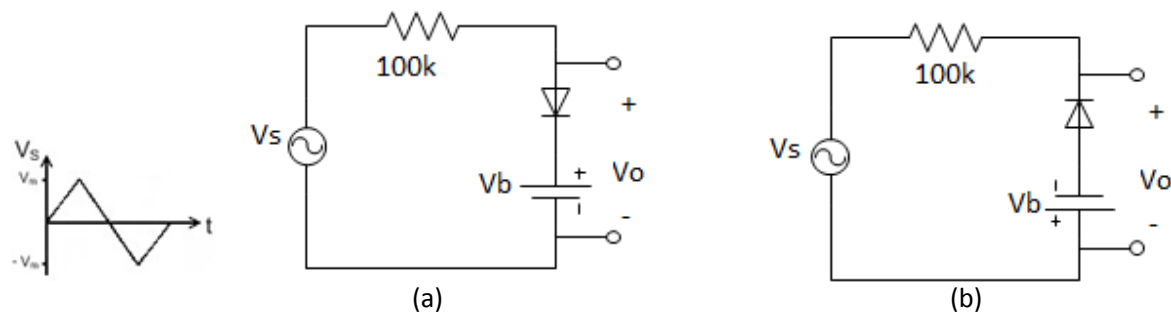 100k
Vs
+
Vb
+
-
Vo
-
(a)
100k
Vs
+
Vb
-
+
Vo
-
(b)
Vs
Vm
t
- Vm